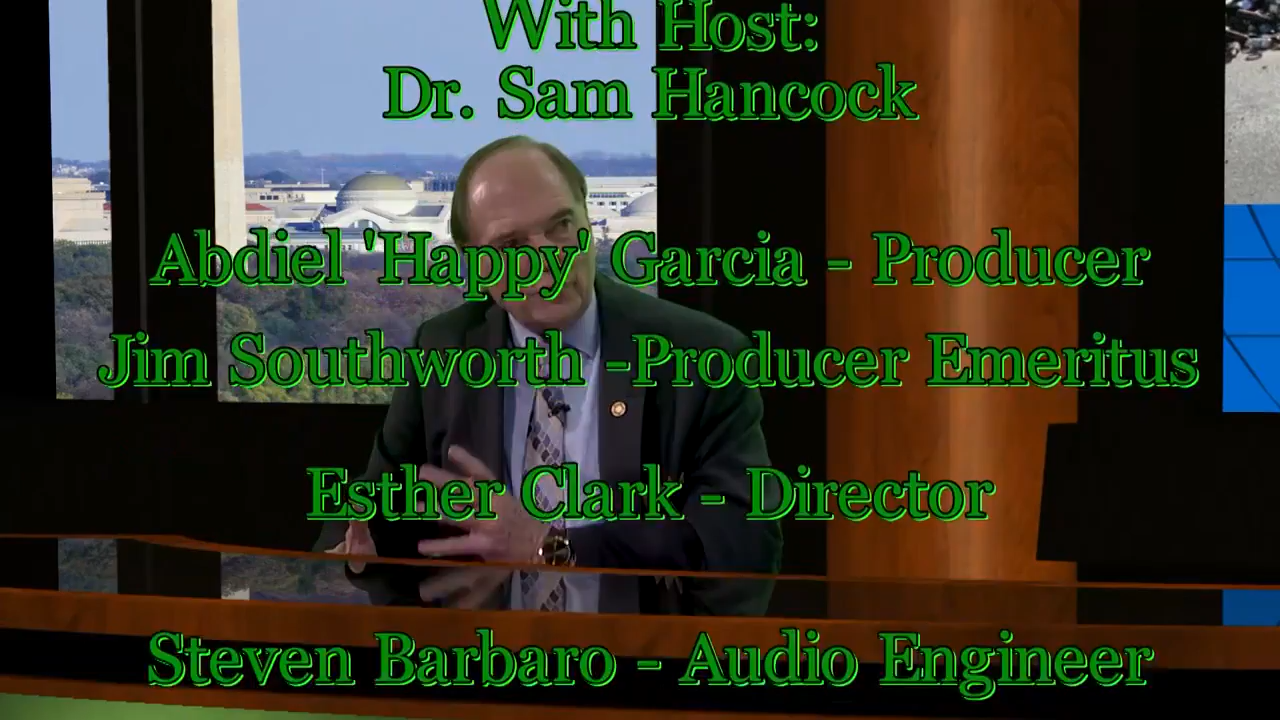 With Host:
Dr. Sam Hancock
Abdiel 'Happy' Garcia - Producer
Jim Southworth -Producer Emeritus
Esther Clark - Director
Steven Barbaro - Audio Engineer